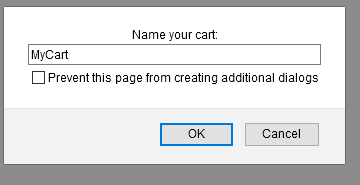 Name your cart:
MyCart
Prevent this page from creating additional dialogs
OK
Cancel